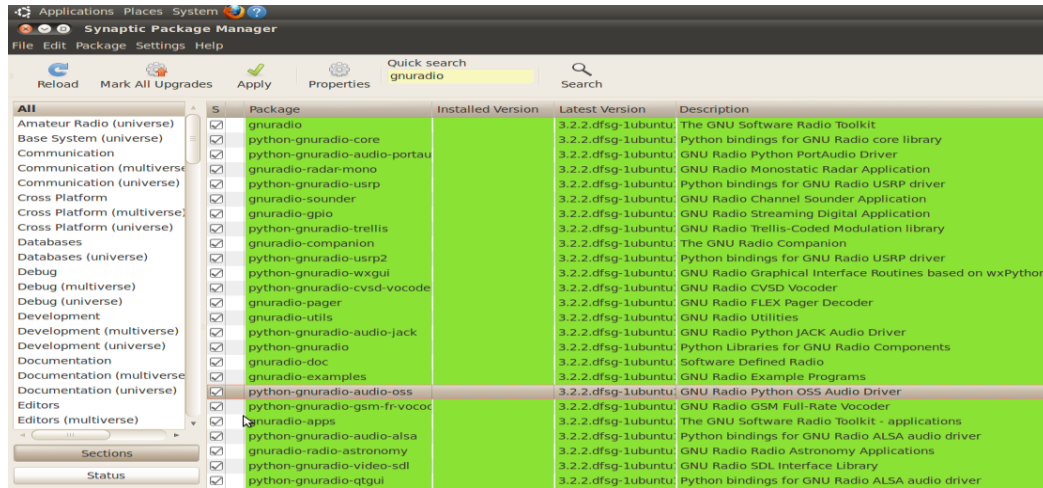 Applications Places System
Synaptic Package Manager
File Edit Package Settings Help
Reload Mark All Upgrades Apply Properties Quick search gnuradio Search
All
Amateur Radio (universe)
Base System (universe)
Communication
Communication (multiverse
Communication (universe)
Cross Platform
Cross Platform (multiverse)
Cross Platform (universe)
Databases
Databases (universe)
Debug
Debug (multiverse)
Debug (universe)
Development
Development (multiverse)
Development (universe)
Documentation
Documentation (multiverse
Documentation (universe)
Editors
Editors (multiverse)
Sections
Status
S Package Installed Version Latest Version Description
gnuradio 3.2.2.dfsg-1ubuntu The GNU Software Radio Toolkit
python-gnuradio-core 3.2.2.dfsg-1ubuntu Python bindings for GNU Radio core library
python-gnuradio-audio-portau 3.2.2.dfsg-1ubuntu GNU Radio Python PortAudio Driver
gnuradio-radar-mono 3.2.2.dfsg-1ubuntu GNU Radio Monostatic Radar Application
python-gnuradio-usrp 3.2.2.dfsg-1ubuntu Python bindings for GNU Radio USRP driver
gnuradio-sounder 3.2.2.dfsg-1ubuntu GNU Radio Channel Sounder Application
gnuradio-gpio 3.2.2.dfsg-1ubuntu GNU Radio Streaming Digital Application
python-gnuradio-trellis 3.2.2.dfsg-1ubuntu GNU Radio Trellis-Coded Modulation library
gnuradio-companion 3.2.2.dfsg-1ubuntu The GNU Radio Companion
python-gnuradio-usrp2 3.2.2.dfsg-1ubuntu Python bindings for GNU Radio USRP driver
python-gnuradio-wxgui 3.2.2.dfsg-1ubuntu GNU Radio Graphical Interface Routines based on wxPython
python-gnuradio-cvsd-vocode 3.2.2.dfsg-1ubuntu GNU Radio CVSD Vocoder
gnuradio-pager 3.2.2.dfsg-1ubuntu GNU Radio FLEX Pager Decoder
gnuradio-utils 3.2.2.dfsg-1ubuntu GNU Radio Utilities
python-gnuradio-audio-jack 3.2.2.dfsg-1ubuntu GNU Radio Python JACK Audio Driver
python-gnuradio 3.2.2.dfsg-1ubuntu Python Libraries for GNU Radio Components
gnuradio-doc 3.2.2.dfsg-1ubuntu Software Defined Radio
gnuradio-examples 3.2.2.dfsg-1ubuntu GNU Radio Example Programs
python-gnuradio-audio-oss 3.2.2.dfsg-1ubuntu GNU Radio Python OSS Audio Driver
python-gnuradio-gsm-fr-vococ 3.2.2.dfsg-1ubuntu GNU Radio GSM Full-Rate Vocoder
gnuradio-apps 3.2.2.dfsg-1ubuntu The GNU Software Radio Toolkit - applications
python-gnuradio-audio-alsa 3.2.2.dfsg-1ubuntu Python bindings for GNU Radio ALSA audio driver
gnuradio-radio-astronomy 3.2.2.dfsg-1ubuntu GNU Radio Radio Astronomy Applications
python-gnuradio-video-sdl 3.2.2.dfsg-1ubuntu GNU Radio SDL Interface Library
python-gnuradio-qtgui 3.2.2.dfsg-1ubuntu Python bindings for GNU Radio ALSA audio driver